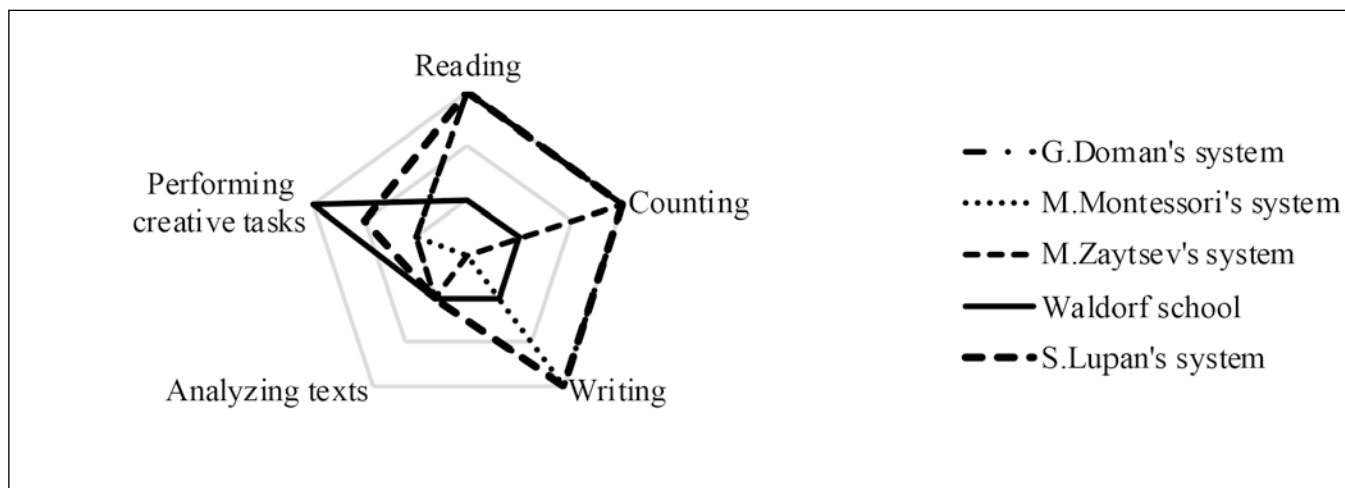 Reading
Performing
creative tasks
Counting
Analyzing texts
Writing
G.Doman's system
M.Montessori's system
M.Zaytsev's system
Waldorf school
S.Lupan's system